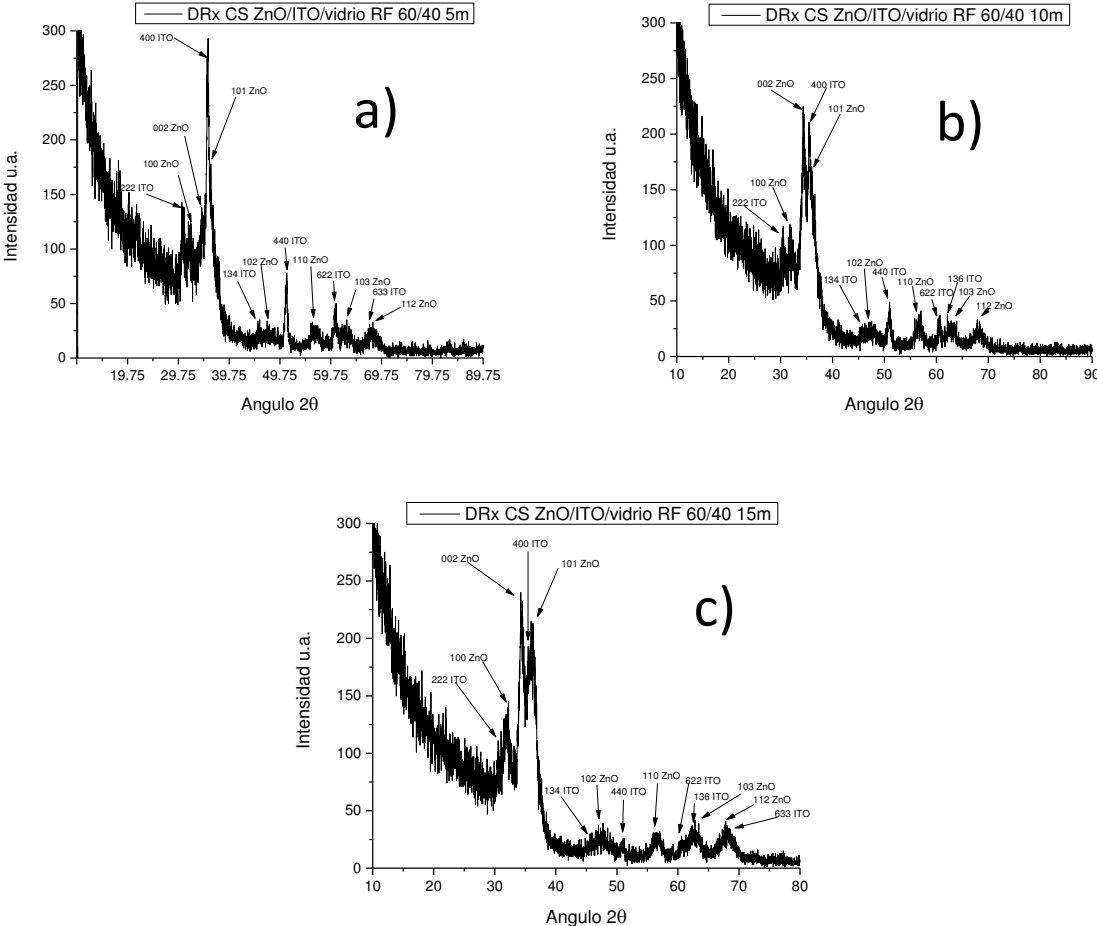 DRx CS ZnO/ITO/vidrio RF 60/40 5m
a)
Intensidad u.a.
300
250
200
150
100
50
0
400 ITO
101 ZnO
002 ZnO
100 ZnO
222 ITO
134 ITO
102 ZnO
440 ITO
110 ZnO
622 ITO
103 ZnO
633 ITO
112 ZnO
19.75 29.75 39.75 49.75 59.75 69.75 79.75 89.75
Angulo 2θ
DRx CS ZnO/ITO/vidrio RF 60/40 10m
b)
Intensidad u.a.
300
250
200
150
100
50
0
002 ZnO
400 ITO
101 ZnO
100 ZnO
222 ITO
134 ITO
102 ZnO
440 ITO
110 ZnO
622 ITO
136 ITO
103 ZnO
112 ZnO
10 20 30 40 50 60 70 80 90
Angulo 2θ
DRx CS ZnO/ITO/vidrio RF 60/40 15m
c)
Intensidad u.a.
300
250
200
150
100
50
0
400 ITO
002 ZnO
101 ZnO
100 ZnO
222 ITO
134 ITO
102 ZnO
440 ITO
110 ZnO
622 ITO
136 ITO
103 ZnO
112 ZnO
633 ITO
10 20 30 40 50 60 70 80
Angulo 2θ